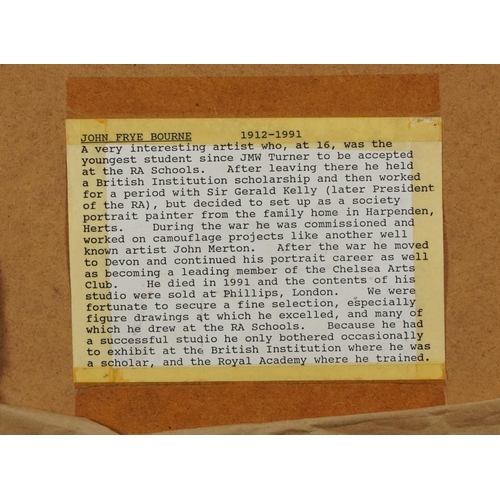 JOHN FRYE BOURNE 1912-1991
A very interesting artist who, at 16, was the
youngest student since JMW Turner to be accepted
at the RA Schools. After leaving there he held
a British Institution scholarship and then worked
for a period with Sir Gerald Kelly (later President
of the RA), but decided to set up as a society
portrait painter from the family home in Harpenden,
Herts. During the war he was commissioned and
worked on camouflage projects like another well
known artist John Merton. After the war he moved
to Devon and continued his portrait career as well
as becoming a leading member of the Chelsea Arts
Club. He died in 1991 and the contents of his
studio were sold at Phillips, London. We were
fortunate to secure a fine selection, especially
figure drawings at which he excelled, and many of
which he drew at the RA Schools. Because he had
a successful studio he only bothered occasionally
to exhibit at the British Institution where he was
a scholar, and the Royal Academy where he trained.